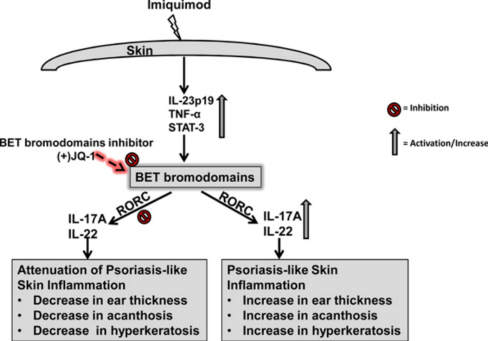 Imiquimod
Skin
IL-23p19
TNF-α
STAT-3
= Inhibition
= Activation/Increase
BET bromodomains inhibitor
(+)JQ-1
BET bromodomains
RORC
RORC
IL-17A
IL-22
IL-17A
IL-22
Attenuation of Psoriasis-like
Skin Inflammation
• Decrease in ear thickness
• Decrease in acanthosis
• Decrease in hyperkeratosis
Psoriasis-like Skin
Inflammation
• Increase in ear thickness
• Increase in acanthosis
• Increase in hyperkeratosis